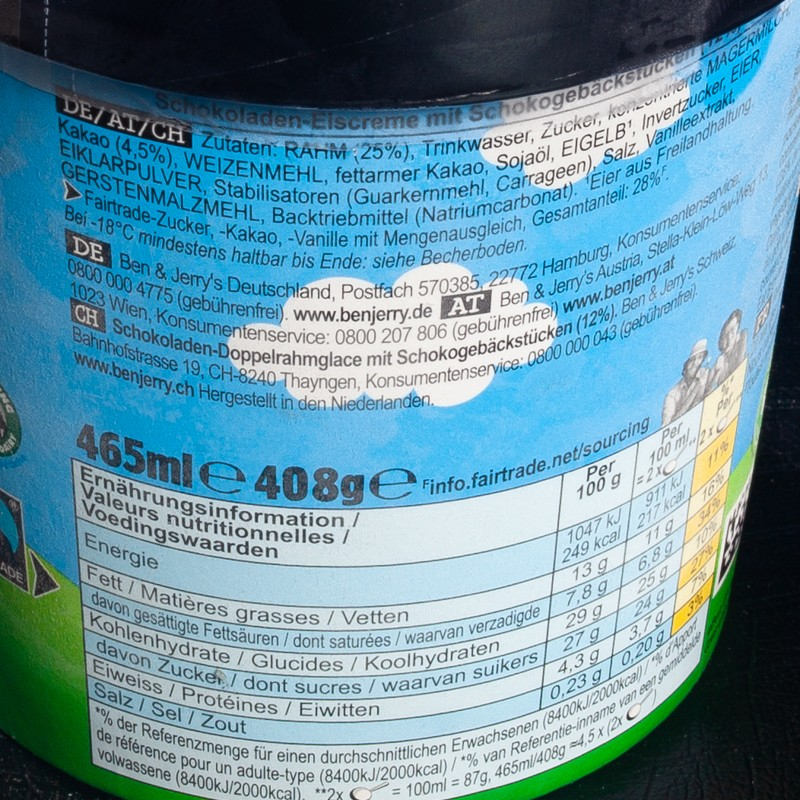 Schokoladen-Eiscreme mit Schokogebäckstücken
DE/AT/CH Zutaten: RAHM (25%), Trinkwasser, Zucker, konzentrierte MAGERMILCH,
Kakao (4,5%), WEIZENMEHL, fettarmer Kakao, Sojaöl, EIGELB¹, Invertzucker, EIER,
EIKLARPULVER, Stabilisatoren (Guarkernmehl, Carrageen), Salz, Vanilleextrakt,
GERSTENMALZMEHL, Backtriebmittel (Natriumcarbonat). ¹Eier aus Freilandhaltung.
Fairtrade-Zucker, -Kakao, -Vanille mit Mengenausgleich, Gesamtanteil: 28%F.
Bei -18°C mindestens haltbar bis Ende: siehe Becherboden.
DE Ben & Jerry's Deutschland, Postfach 570385, 22772 Hamburg, Konsumentenservice:
0800 000 4775 (gebührenfrei). www.benjerry.de AT Ben & Jerry's Austria, Stella-Klein-Löw-Weg 13,
1023 Wien, Konsumentenservice: 0800 207 806 (gebührenfrei) www.benjerry.at
CH Schokoladen-Doppelrahmglace mit Schokogebäckstücken (12%). Ben & Jerry's Schweiz,
Bahnhofstrasse 19, CH-8240 Thayngen, Konsumentenservice: 0800 000 043 (gebührenfrei).
www.benjerry.ch Hergestellt in den Niederlanden.
465ml e 408g e Finfo.fairtrade.net/sourcing
Ernährungsinformation /
Valeurs nutritionnelles /
Voedingswaarden
Per
100 g
Per
100 ml
= 2x **
Per
2 x
Energie 1047 kJ 911 kJ
249 kcal 217 kcal 11%
Fett / Matières grasses / Vetten 13 g 11 g 16%
davon gesättigte Fettsäuren / dont saturées / waarvan verzadigde 7,8 g 6,8 g 34%
Kohlenhydrate / Glucides / Koolhydraten 29 g 25 g 10%
davon Zucker / dont sucres / waarvan suikers 27 g 24 g 27%
Eiweiss / Protéines / Eiwitten 4,3 g 3,7 g 7%
Salz / Sel / Zout 0,23 g 0,20 g 3%
*% der Referenzmenge für einen durchschnittlichen Erwachsenen (8400kJ/2000kcal) / *% d'Apport
de référence pour un adulte-type (8400kJ/2000kcal) / *% van Referentie-inname van een gemiddelde
volwassene (8400kJ/2000kcal). **2x = 100ml = 87g, 465ml/408g ≈4,5 x (2x
ADE